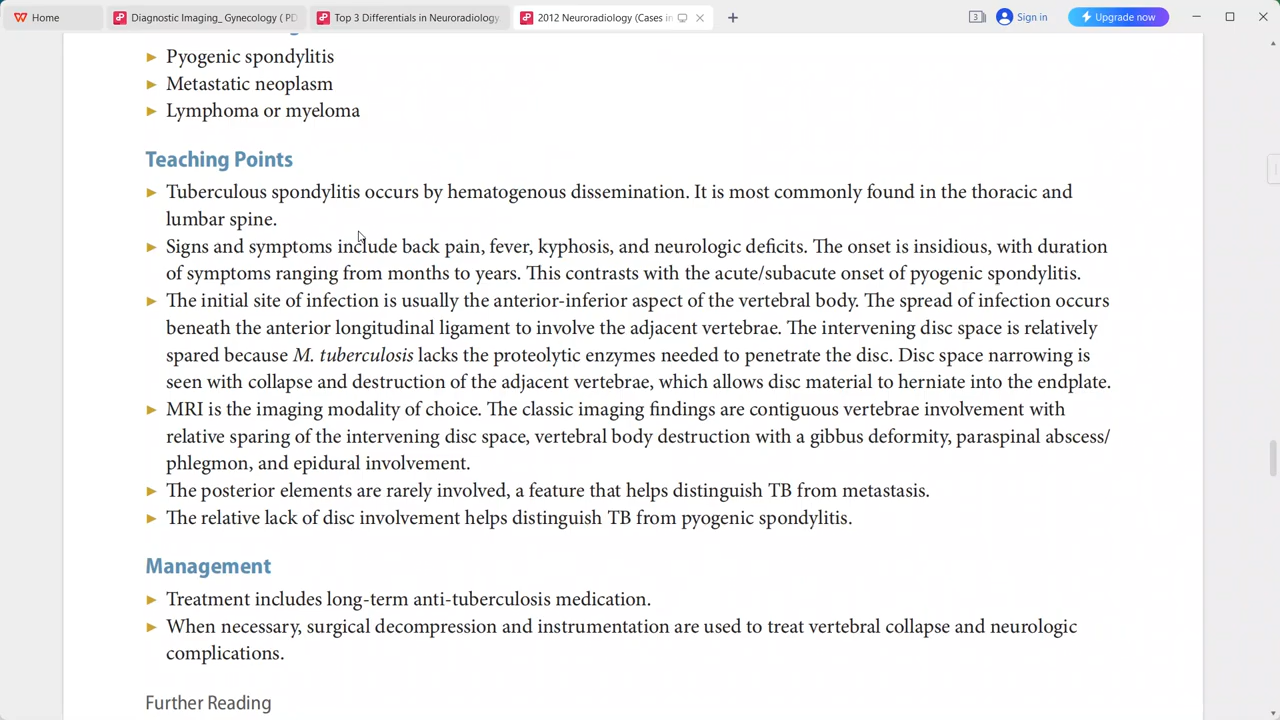 Home
Diagnostic Imaging_ Gynecology ( PD
Top 3 Differentials in Neuroradiology
2012 Neuroradiology (Cases in
3
Sign in
Upgrade now
Pyogenic spondylitis
Metastatic neoplasm
Lymphoma or myeloma
Teaching Points
Tuberculous spondylitis occurs by hematogenous dissemination. It is most commonly found in the thoracic and
lumbar spine.
Signs and symptoms include back pain, fever, kyphosis, and neurologic deficits. The onset is insidious, with duration
of symptoms ranging from months to years. This contrasts with the acute/subacute onset of pyogenic spondylitis.
The initial site of infection is usually the anterior-inferior aspect of the vertebral body. The spread of infection occurs
beneath the anterior longitudinal ligament to involve the adjacent vertebrae. The intervening disc space is relatively
spared because M. tuberculosis lacks the proteolytic enzymes needed to penetrate the disc. Disc space narrowing is
seen with collapse and destruction of the adjacent vertebrae, which allows disc material to herniate into the endplate.
MRI is the imaging modality of choice. The classic imaging findings are contiguous vertebrae involvement with
relative sparing of the intervening disc space, vertebral body destruction with a gibbus deformity, paraspinal abscess/
phlegmon, and epidural involvement.
The posterior elements are rarely involved, a feature that helps distinguish TB from metastasis.
The relative lack of disc involvement helps distinguish TB from pyogenic spondylitis.
Management
Treatment includes long-term anti-tuberculosis medication.
When necessary, surgical decompression and instrumentation are used to treat vertebral collapse and neurologic
complications.
Further Reading